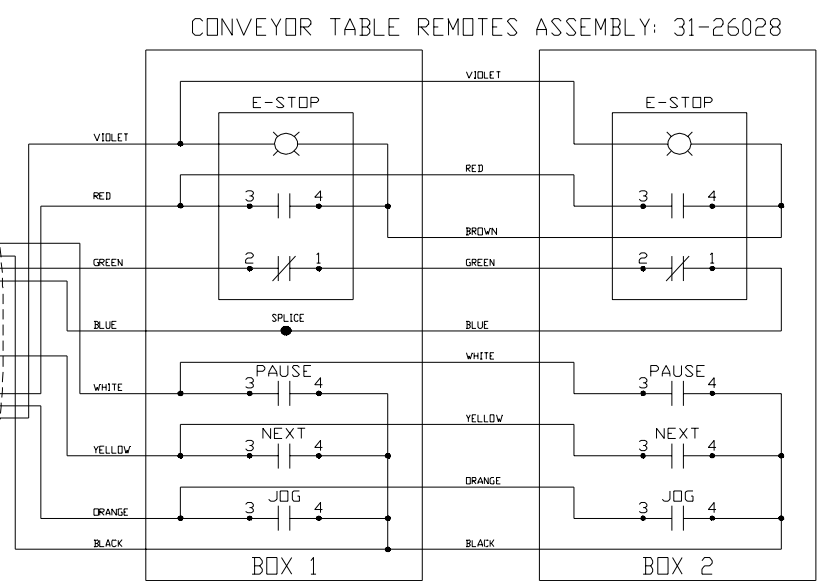 CONVEYOR TABLE REMOTES ASSEMBLY: 31-26028
VIOLET
E-STOP E-STOP
VIOLET
RED
RED 3 4 3 4
BROWN
GREEN 2 1 GREEN 2 1
SPLICE
BLUE BLUE
WHITE
PAUSE PAUSE
WHITE 3 4 3 4
YELLOW
NEXT NEXT
YELLOW 3 4 3 4
ORANGE
JOG JOG
ORANGE 3 4 3 4
BLACK BLACK
BOX 1 BOX 2